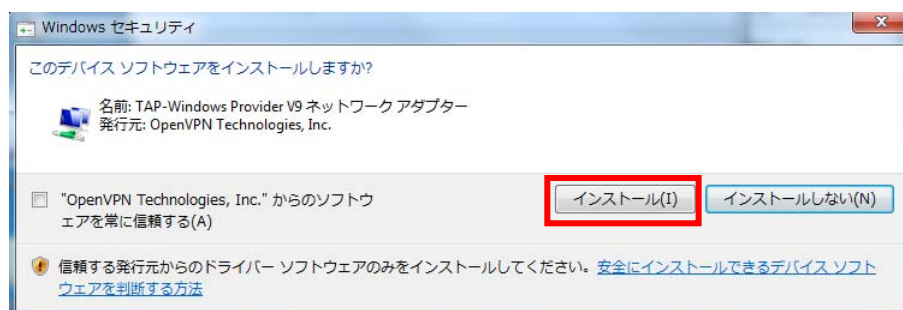 Windows セキュリティ
このデバイス ソフトウェアをインストールしますか?
名前: TAP-Windows Provider V9 ネットワーク アダプター
発行元: OpenVPN Technologies, Inc.
"OpenVPN Technologies, Inc." からのソフトウ
ェアを常に信頼する(A)
インストール(I)
インストールしない(N)
信頼する発行元からのドライバー ソフトウェアのみをインストールしてください。安全にインストールできるデバイス ソフト
ウェアを判断する方法